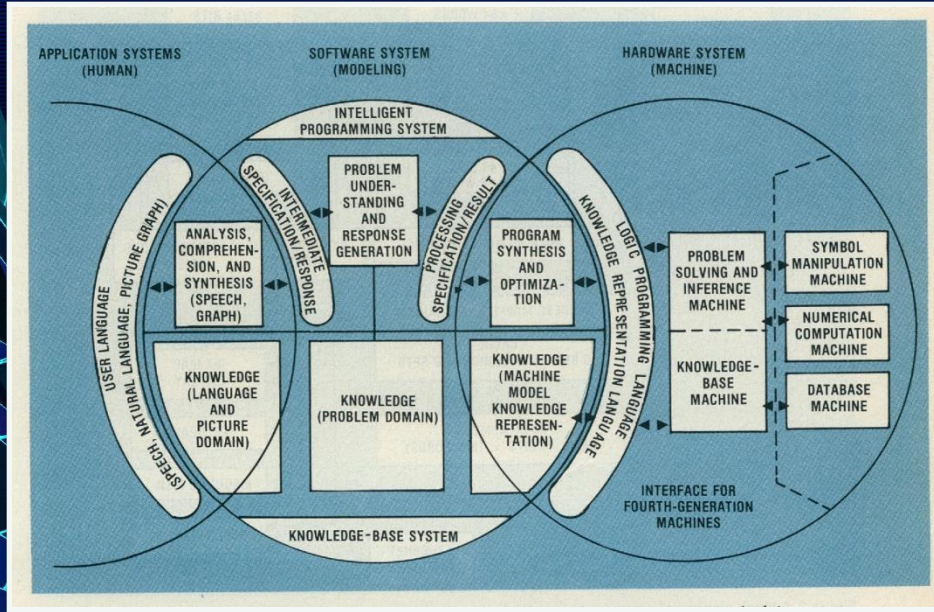 APPLICATION SYSTEMS
(HUMAN)
SOFTWARE SYSTEM
(MODELING)
HARDWARE SYSTEM
(MACHINE)
INTELLIGENT
PROGRAMMING SYSTEM
USER LANGUAGE
(SPEECH, NATURAL LANGUAGE, PICTURE GRAPH)
ANALYSIS,
COMPREHEN-
SION, AND
SYNTHESIS
(SPEECH,
GRAPH)
INTERMEDIATE
SPECIFICATION/RESPONSE
PROBLEM
UNDER-
STANDING
AND
RESPONSE
GENERATION
PROCESSING
SPECIFICATION/RESULT
PROGRAM
SYNTHESIS
AND
OPTIMIZA-
TION
LOGIC PROGRAMMING LANGUAGE
KNOWLEDGE REPRESENTATION LANGUAGE
PROBLEM
SOLVING AND
INFERENCE
MACHINE
SYMBOL
MANIPULATION
MACHINE
NUMERICAL
COMPUTATION
MACHINE
KNOWLEDGE
(LANGUAGE
AND
PICTURE
DOMAIN)
KNOWLEDGE
(PROBLEM DOMAIN)
KNOWLEDGE
(MACHINE
MODEL
KNOWLEDGE
REPRESEN-
TATION)
KNOWLEDGE-
BASE
MACHINE
DATABASE
MACHINE
INTERFACE FOR
FOURTH-GENERATION
MACHINES
KNOWLEDGE-BASE SYSTEM